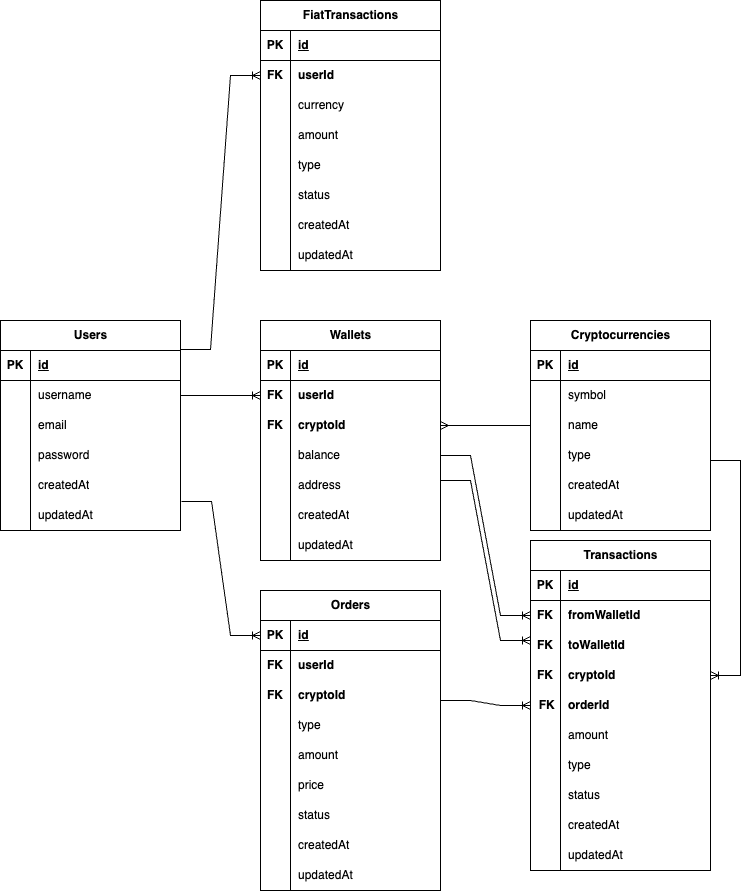 FiatTransactions
PK id
FK userId
currency
amount
type
status
createdAt
updatedAt
Users
PK id
username
email
password
createdAt
updatedAt
Wallets
PK id
FK userId
FK cryptoId
balance
address
createdAt
updatedAt
Cryptocurrencies
PK id
symbol
name
type
createdAt
updatedAt
Orders
PK id
FK userId
FK cryptoId
type
amount
price
status
createdAt
updatedAt
Transactions
PK id
FK fromWalletId
FK toWalletId
FK cryptoId
FK orderId
amount
type
status
createdAt
updatedAt